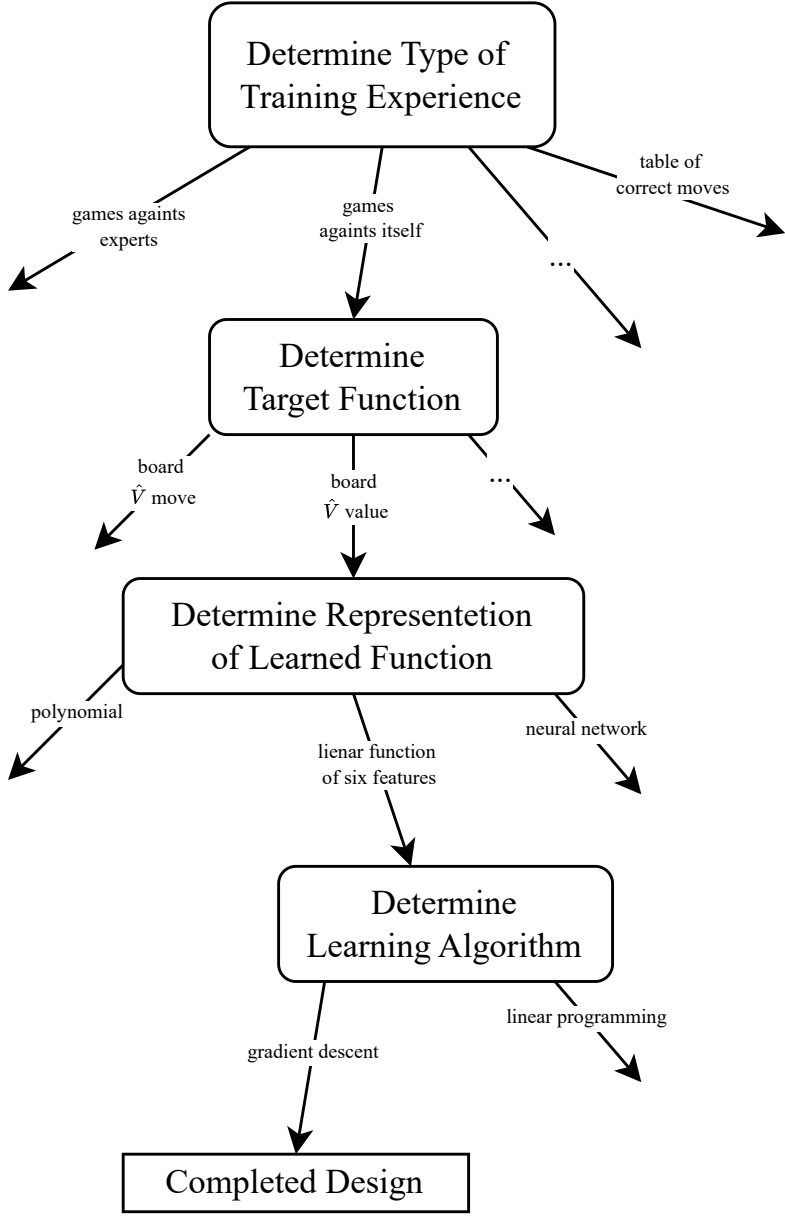 Determine Type of
Training Experience
games againts
experts
games
againts itself
...
table of
correct moves
Determine
Target Function
board
V̂ move
board
V̂ value
...
Determine Representetion
of Learned Function
polynomial
lienar function
of six features
neural network
Determine
Learning Algorithm
gradient descent
linear programming
Completed Design